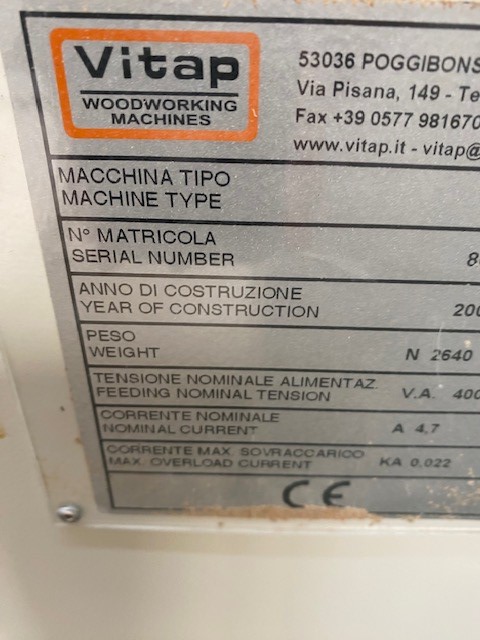 Vitap
WOODWORKING
MACHINES
53036 POGGIBONS
Via Pisana, 149 - Te
Fax +39 0577 981670
www.vitap.it - vitap@
MACCHINA TIPO
MACHINE TYPE
N° MATRICOLA
SERIAL NUMBER 8
ANNO DI COSTRUZIONE
YEAR OF CONSTRUCTION 200
PESO
WEIGHT N 2640
TENSIONE NOMINALE ALIMENTAZ.
FEEDING NOMINAL TENSION V.A. 400
CORRENTE NOMINALE
NOMINAL CURRENT A 4,7
CORRENTE MAX. SOVRACCARICO
MAX. OVERLOAD CURRENT KA 0,022
CE